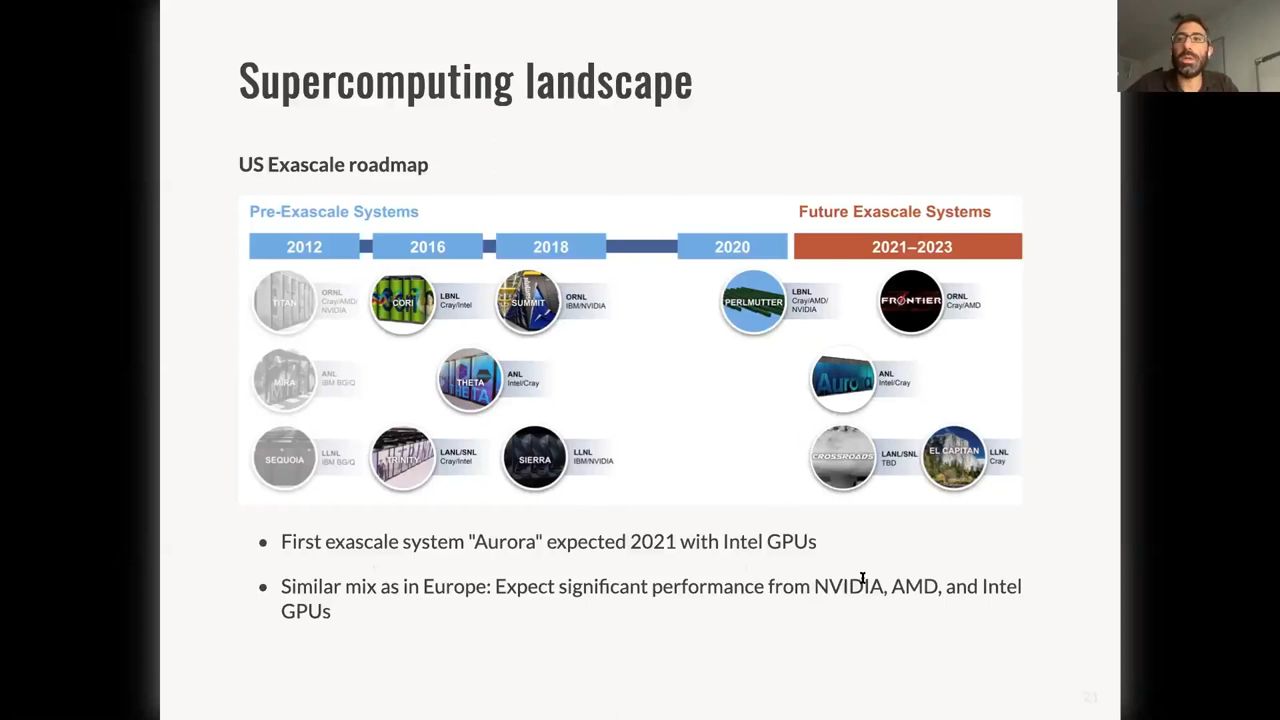 Supercomputing landscape
US Exascale roadmap
Pre-Exascale Systems
Future Exascale Systems
2012
2016
2018
2020
2021–2023
TITAN
ORNL
Cray/AMD/
NVIDIA
CORI
LBNL
Cray/Intel
SUMMIT
ORNL
IBM/NVIDIA
PERLMUTTER
LBNL
Cray/AMD/
NVIDIA
FRONTIER
ORNL
Cray/AMD
MIRA
ANL
IBM BG/Q
THETA
THETA
ANL
Intel/Cray
Aurora
ANL
Intel/Cray
SEQUOIA
LLNL
IBM BG/Q
TRINITY
LANL/SNL
Cray/Intel
SIERRA
LLNL
IBM/NVIDIA
CROSSROADS
LANL/SNL
TBD
EL CAPITAN
LLNL
Cray
• First exascale system "Aurora" expected 2021 with Intel GPUs
• Similar mix as in Europe: Expect significant performance from NVIDIA, AMD, and Intel
GPUs
23